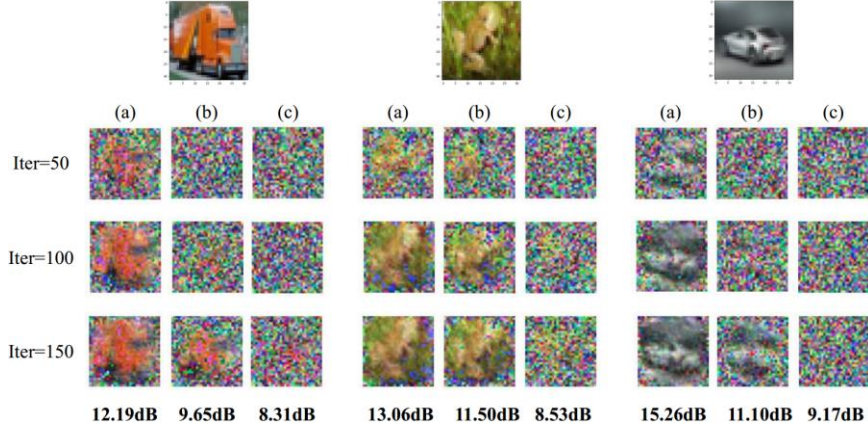 (a) (b) (c) (a) (b) (c) (a) (b) (c)
Iter=50
Iter=100
Iter=150
12.19dB 9.65dB 8.31dB 13.06dB 11.50dB 8.53dB 15.26dB 11.10dB 9.17dB